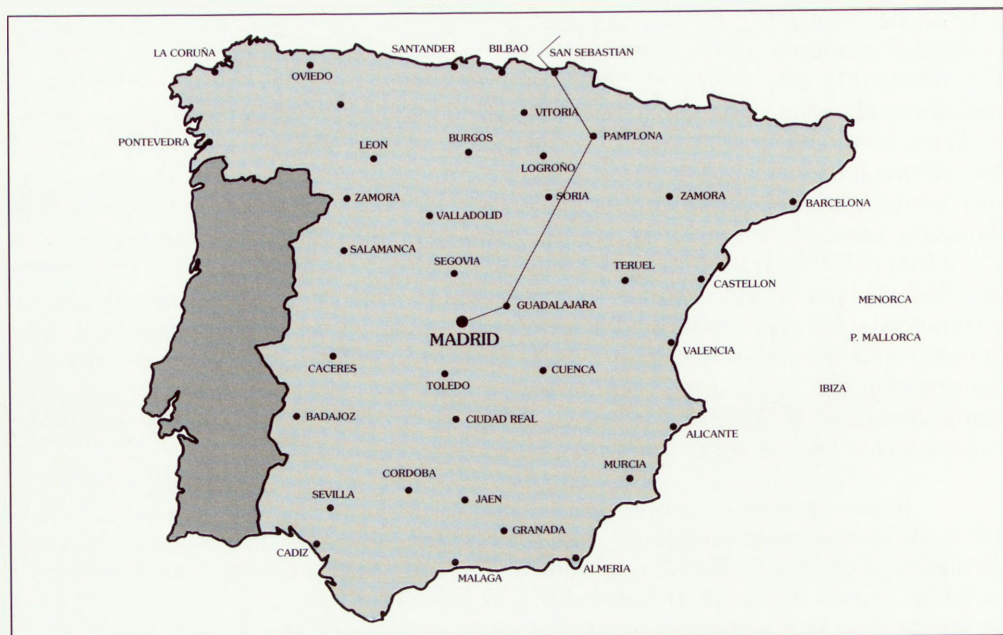 LA CORUÑA
SANTANDER
BILBAO
SAN SEBASTIAN
OVIEDO
VITORIA
PONTEVEDRA
LEON
BURGOS
PAMPLONA
LOGROÑO
ZAMORA
VALLADOLID
SORIA
ZAMORA
BARCELONA
SALAMANCA
SEGOVIA
TERUEL
CASTELLON
MENORCA
GUADALAJARA
MADRID
VALENCIA
P. MALLORCA
CACERES
TOLEDO
CUENCA
IBIZA
BADAJOZ
CIUDAD REAL
ALICANTE
CORDOBA
MURCIA
SEVILLA
JAEN
GRANADA
CADIZ
MALAGA
ALMERIA